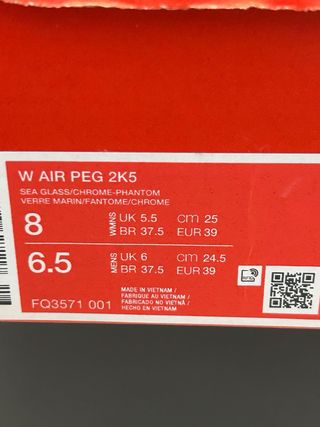 W AIR PEG 2K5
SEA GLASS/CHROME-PHANTOM
VERRE MARIN/FANTOME/CHROME
8 WMNS UK 5.5 cm 25
BR 37.5 EUR 39
6.5 MENS UK 6 cm 24.5
BR 37.5 EUR 39
FQ3571 001
MADE IN VIETNAM /
FABRIQUÉ AU VIETNAM /
FABRICADO NO VIETNÃ /
HECHO EN VIETNAM